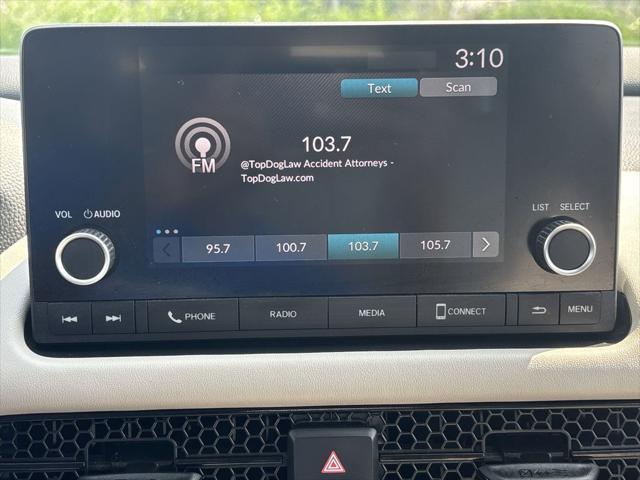 3:10
Text Scan
FM
103.7
@TopDogLaw Accident Attorneys -
TopDogLaw.com
VOL AUDIO
LIST SELECT
95.7 100.7 103.7 105.7
PHONE RADIO MEDIA CONNECT MENU